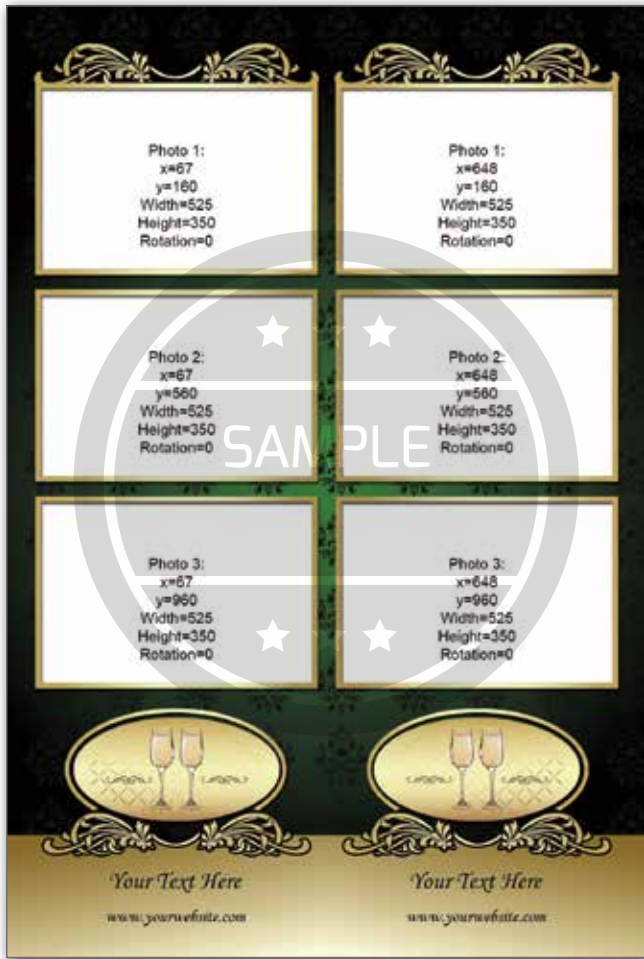 Photo 1:
x=67
y=160
Width=525
Height=350
Rotation=0
Photo 1:
x=648
y=160
Width=525
Height=350
Rotation=0
Photo 2:
x=67
y=560
Width=525
Height=350
Rotation=0
Photo 2:
x=648
y=560
Width=525
Height=350
Rotation=0
SAMPLE
Photo 3:
x=67
y=960
Width=525
Height=350
Rotation=0
Photo 3:
x=648
y=960
Width=525
Height=350
Rotation=0
Your Text Here
www.yourwebsite.com
Your Text Here
www.yourwebsite.com